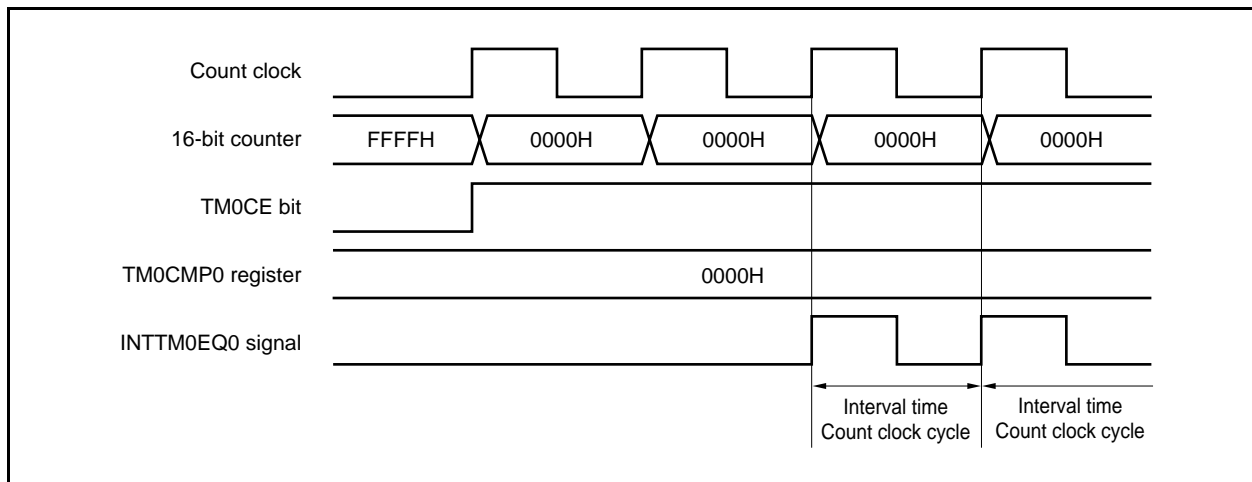 Count clock
16-bit counter FFFFH 0000H 0000H 0000H 0000H
TM0CE bit
TM0CMP0 register 0000H
INTTM0EQ0 signal
Interval time Interval time
Count clock cycle Count clock cycle